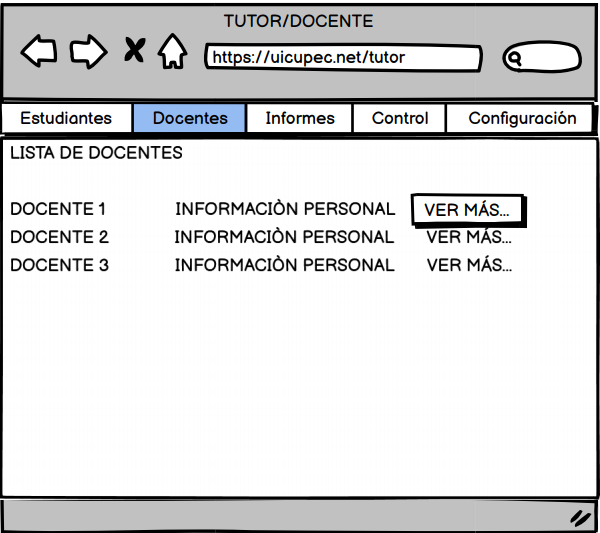 TUTOR/DOCENTE
https://uicupec.net/tutor
Estudiantes Docentes Informes Control Configuración
LISTA DE DOCENTES
DOCENTE 1 INFORMACIÒN PERSONAL VER MÁS...
DOCENTE 2 INFORMACIÒN PERSONAL VER MÁS...
DOCENTE 3 INFORMACIÒN PERSONAL VER MÁS...